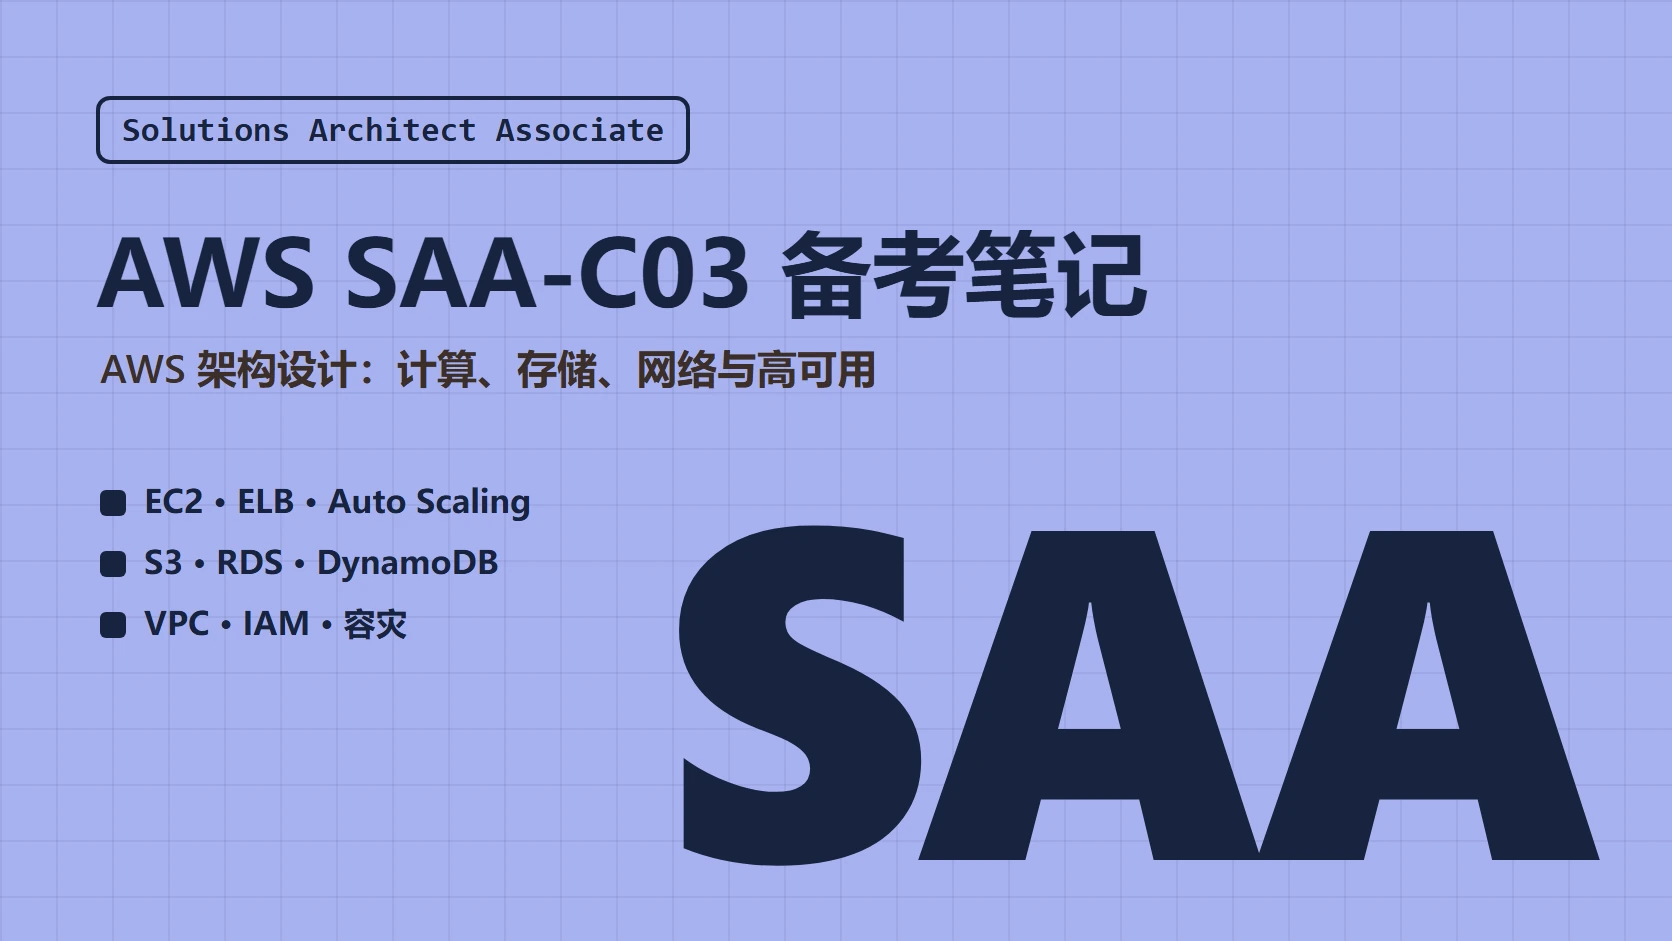 Solutions Architect Associate
AWS SAA-C03 备考笔记
AWS 架构设计：计算、存储、网络与高可用
EC2 • ELB • Auto Scaling
S3 • RDS • DynamoDB
VPC • IAM • 容灾
SAA